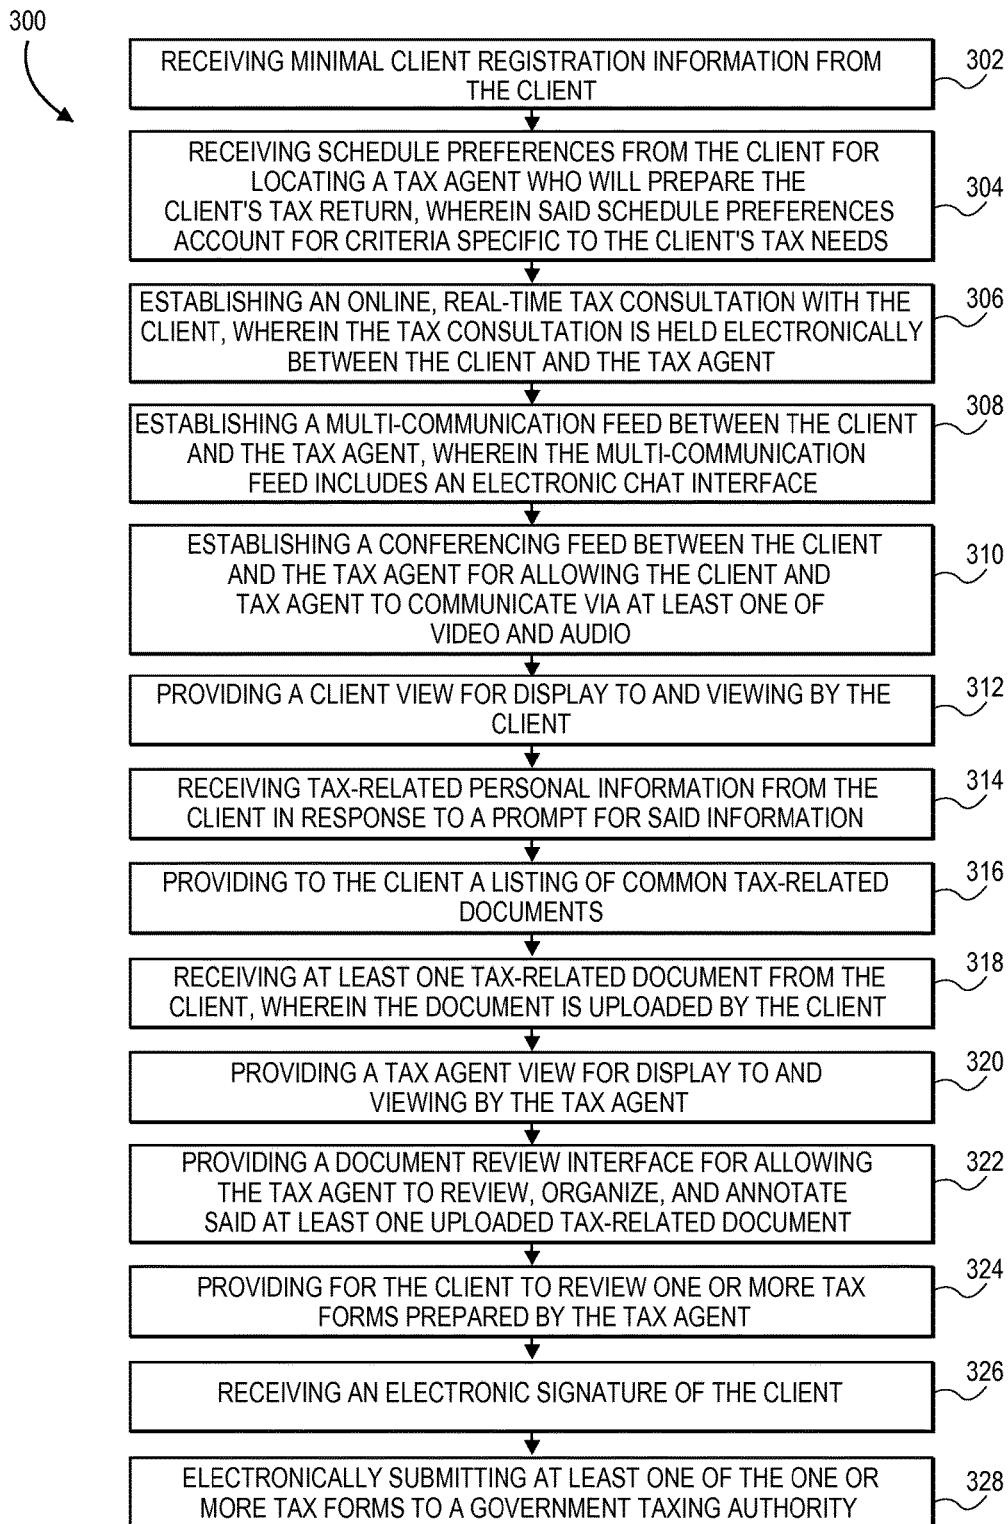 300
RECEIVING MINIMAL CLIENT REGISTRATION INFORMATION FROM
THE CLIENT
302
RECEIVING SCHEDULE PREFERENCES FROM THE CLIENT FOR
LOCATING A TAX AGENT WHO WILL PREPARE THE
CLIENT'S TAX RETURN, WHEREIN SAID SCHEDULE PREFERENCES
ACCOUNT FOR CRITERIA SPECIFIC TO THE CLIENT'S TAX NEEDS
304
ESTABLISHING AN ONLINE, REAL-TIME TAX CONSULTATION WITH THE
CLIENT, WHEREIN THE TAX CONSULTATION IS HELD ELECTRONICALLY
BETWEEN THE CLIENT AND THE TAX AGENT
306
ESTABLISHING A MULTI-COMMUNICATION FEED BETWEEN THE CLIENT
AND THE TAX AGENT, WHEREIN THE MULTI-COMMUNICATION
FEED INCLUDES AN ELECTRONIC CHAT INTERFACE
308
ESTABLISHING A CONFERENCING FEED BETWEEN THE CLIENT
AND THE TAX AGENT FOR ALLOWING THE CLIENT AND
TAX AGENT TO COMMUNICATE VIA AT LEAST ONE OF
VIDEO AND AUDIO
310
PROVIDING A CLIENT VIEW FOR DISPLAY TO AND VIEWING BY THE
CLIENT
312
RECEIVING TAX-RELATED PERSONAL INFORMATION FROM THE
CLIENT IN RESPONSE TO A PROMPT FOR SAID INFORMATION
314
PROVIDING TO THE CLIENT A LISTING OF COMMON TAX-RELATED
DOCUMENTS
316
RECEIVING AT LEAST ONE TAX-RELATED DOCUMENT FROM THE
CLIENT, WHEREIN THE DOCUMENT IS UPLOADED BY THE CLIENT
318
PROVIDING A TAX AGENT VIEW FOR DISPLAY TO AND
VIEWING BY THE TAX AGENT
320
PROVIDING A DOCUMENT REVIEW INTERFACE FOR ALLOWING
THE TAX AGENT TO REVIEW, ORGANIZE, AND ANNOTATE
SAID AT LEAST ONE UPLOADED TAX-RELATED DOCUMENT
322
PROVIDING FOR THE CLIENT TO REVIEW ONE OR MORE TAX
FORMS PREPARED BY THE TAX AGENT
324
RECEIVING AN ELECTRONIC SIGNATURE OF THE CLIENT
326
ELECTRONICALLY SUBMITTING AT LEAST ONE OF THE ONE OR
MORE TAX FORMS TO A GOVERNMENT TAXING AUTHORITY
328